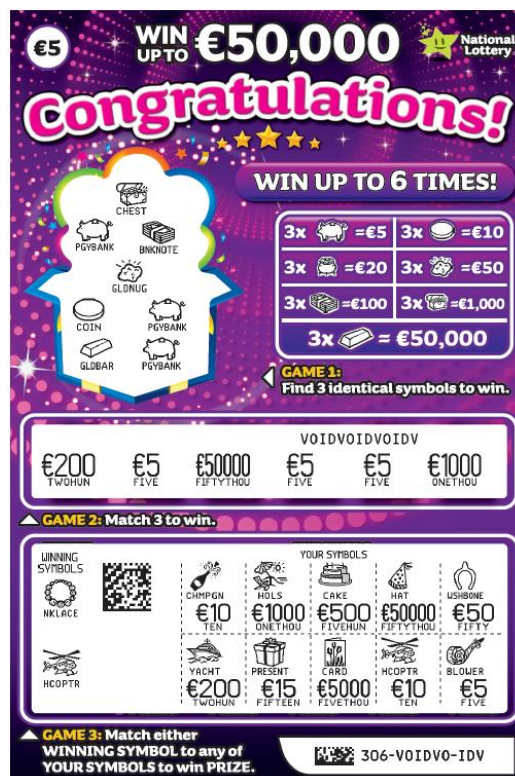 €5
WIN UP TO €50,000
National Lottery
Congratulations!
WIN UP TO 6 TIMES!
CHEST
PGYBANK BNKNOTE
GLDNUG
COIN PGYBANK
GLDBAR PGYBANK
3x =€5 3x =€10
3x =€20 3x =€50
3x =€100 3x =€1,000
3x = €50,000
GAME 1:
Find 3 identical symbols to win.
VOIDVOIDVOIDV
€200 €5 €50000 €5 €5 €1000
TWOHUN FIVE FIFTYTHOU FIVE FIVE ONETHOU
GAME 2: Match 3 to win.
WINNING SYMBOLS
YOUR SYMBOLS
NKLACE
HCOPTR
CHMPGN HOLS CAKE HAT WSHBONE
€10 €1000 €500 €50000 €50
TEN ONETHOU FIVEHUN FIFTYTHOU FIFTY
YACHT PRESENT CARD HCOPTR BLOWER
€200 €15 €5000 €10 €5
TWOHUN FIFTEEN FIVETHOU TEN FIVE
GAME 3: Match either
WINNING SYMBOL to any of
YOUR SYMBOLS to win PRIZE.
306-VOIDVO-IDV